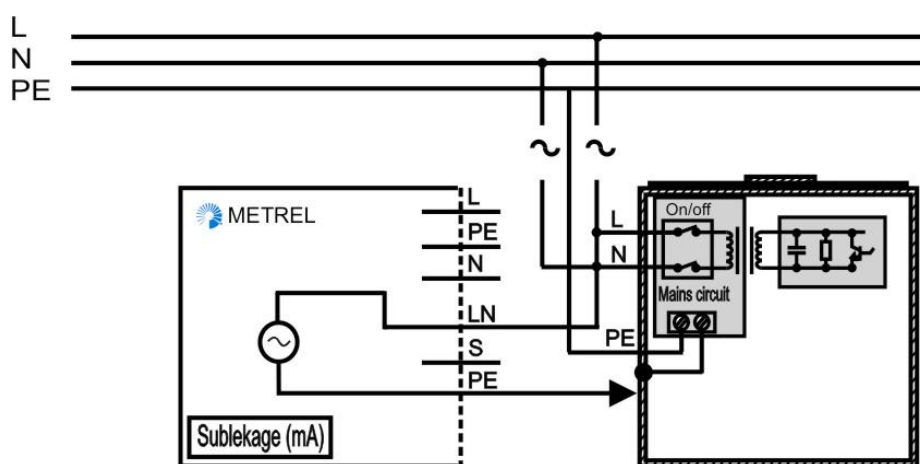 L
N
PE
METREL
L
PE
N
LN
S
PE
Sublekage (mA)
L
N
PE
On/off
Mains circuit